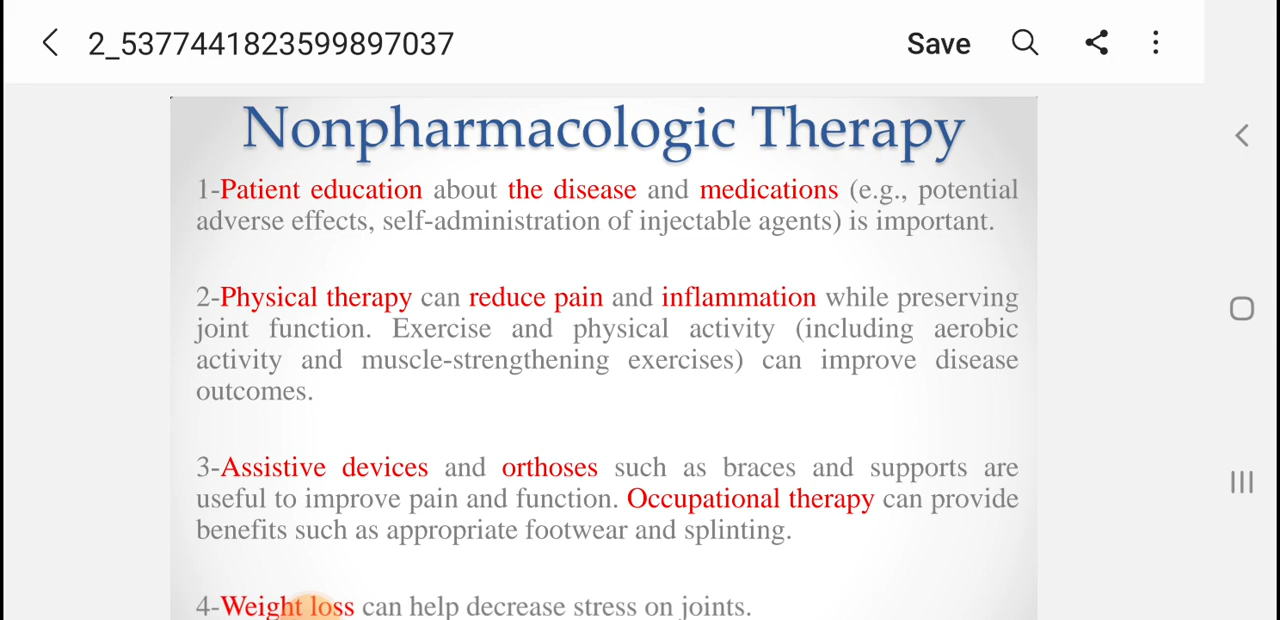 2_5377441823599897037
Save
Nonpharmacologic Therapy
1-Patient education about the disease and medications (e.g., potential
adverse effects, self-administration of injectable agents) is important.
2-Physical therapy can reduce pain and inflammation while preserving
joint function. Exercise and physical activity (including aerobic
activity and muscle-strengthening exercises) can improve disease
outcomes.
3-Assistive devices and orthoses such as braces and supports are
useful to improve pain and function. Occupational therapy can provide
benefits such as appropriate footwear and splinting.
4-Weight loss can help decrease stress on joints.